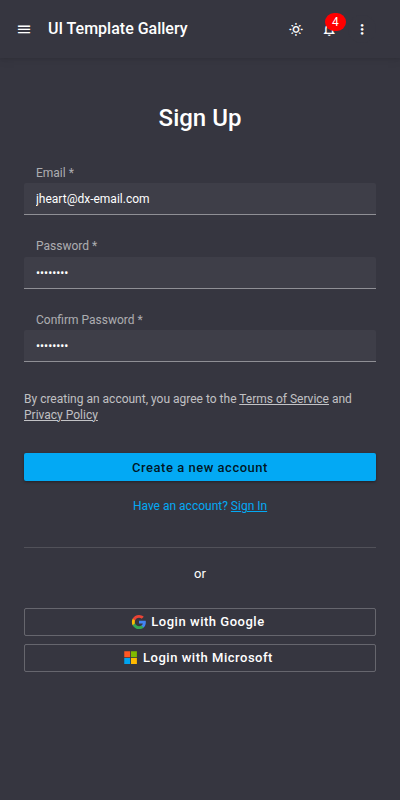 UI Template Gallery
4
Sign Up
Email *
jheart@dx-email.com
Password *
••••••••
Confirm Password *
••••••••
By creating an account, you agree to the Terms of Service and
Privacy Policy
Create a new account
Have an account? Sign In
or
Login with Google
Login with Microsoft